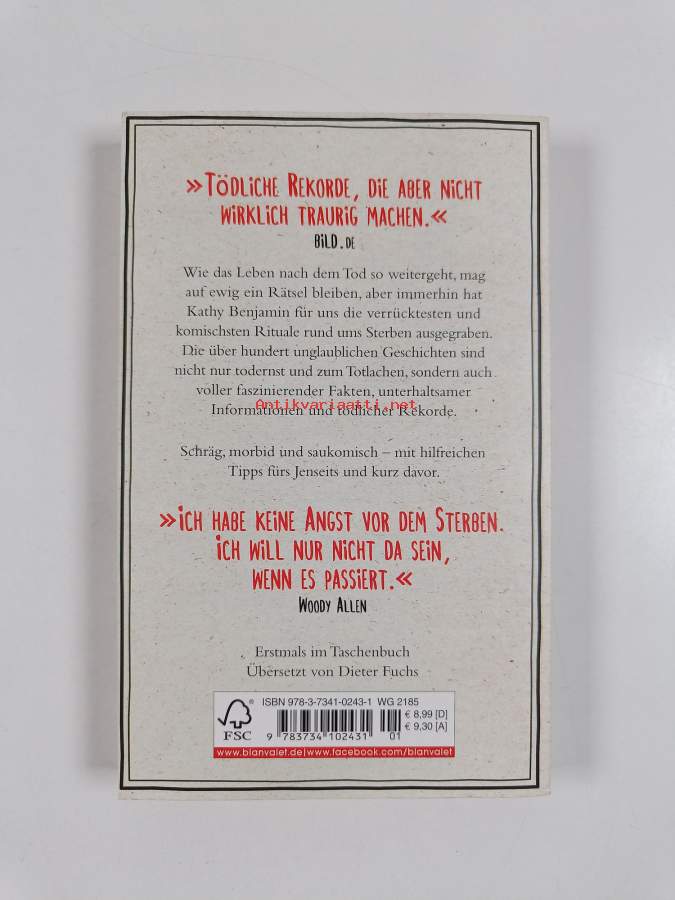 »Tödliche Rekorde, die aber nicht
wirklich traurig machen.«
BILD.DE
Wie das Leben nach dem Tod so weitergeht, mag
auf ewig ein Rätsel bleiben, aber immerhin hat
Kathy Benjamin für uns die verrücktesten und
komischsten Rituale rund ums Sterben ausgegraben.
Die über hundert unglaublichen Geschichten sind
nicht nur todernst und zum Totlachen, sondern auch
voller faszinierender Fakten, unterhaltsamer
Antikvariaatti.net
Informationen und tödlicher Rekorde.
Schräg, morbid und saukomisch – mit hilfreichen
Tipps fürs Jenseits und kurz davor.
»Ich habe keine Angst vor dem Sterben.
Ich will nur nicht da sein,
wenn es passiert.«
Woody Allen
Erstmals im Taschenbuch
Übersetzt von Dieter Fuchs
FSC
ISBN 978-3-7341-0243-1 WG 2185
€ 8,99 [D]
€ 9,30 [A]
9 783734 102431 01
www.blanvalet.de|www.facebook.com/blanvalet